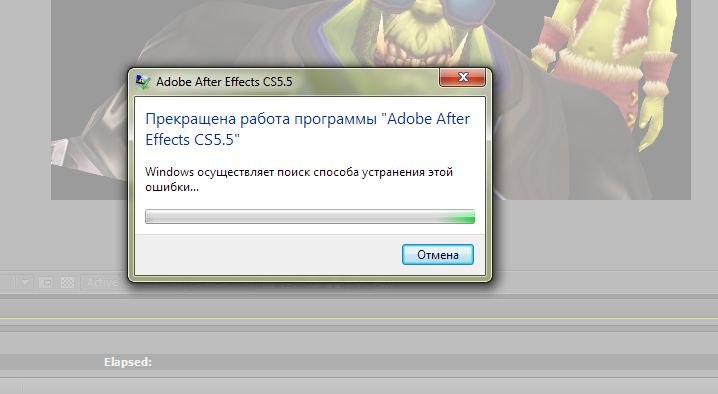 Adobe After Effects CS5.5
Прекращена работа программы "Adobe After
Effects CS5.5"
Windows осуществляет поиск способа устранения этой
ошибки...
Отмена
Active
Elapsed: